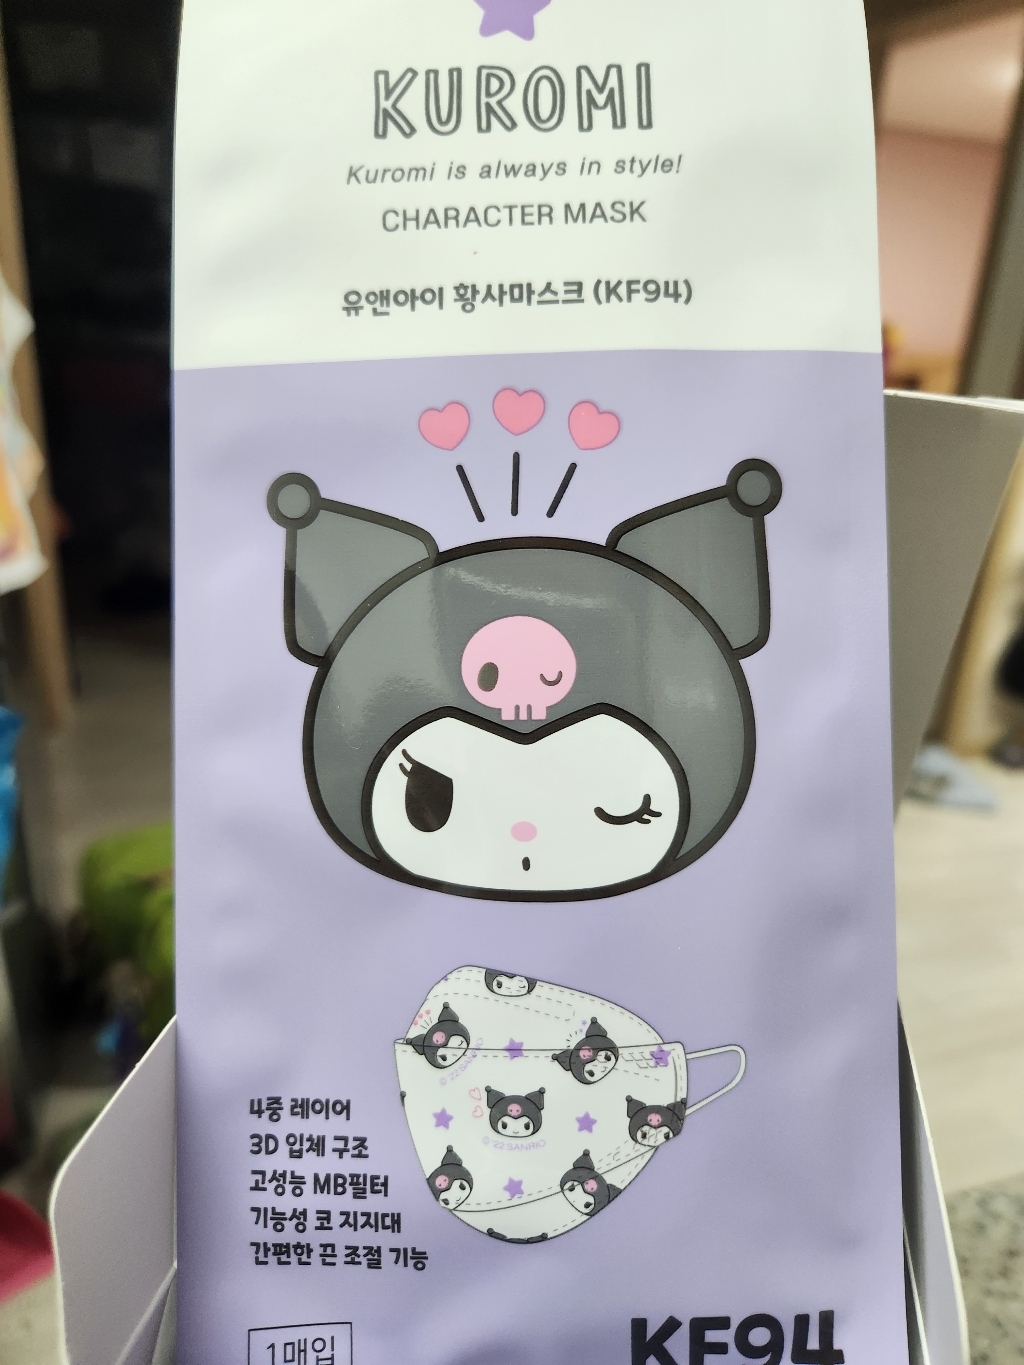 KUROMI
Kuromi is always in style!
CHARACTER MASK
유앤아이 황사마스크 (KF94)
©'22SANRIO
©'22SANRIO
4중 레이어
3D 입체 구조
고성능 MB필터
기능성 코 지지대
간편한 끈 조절 기능
1매입
KF94